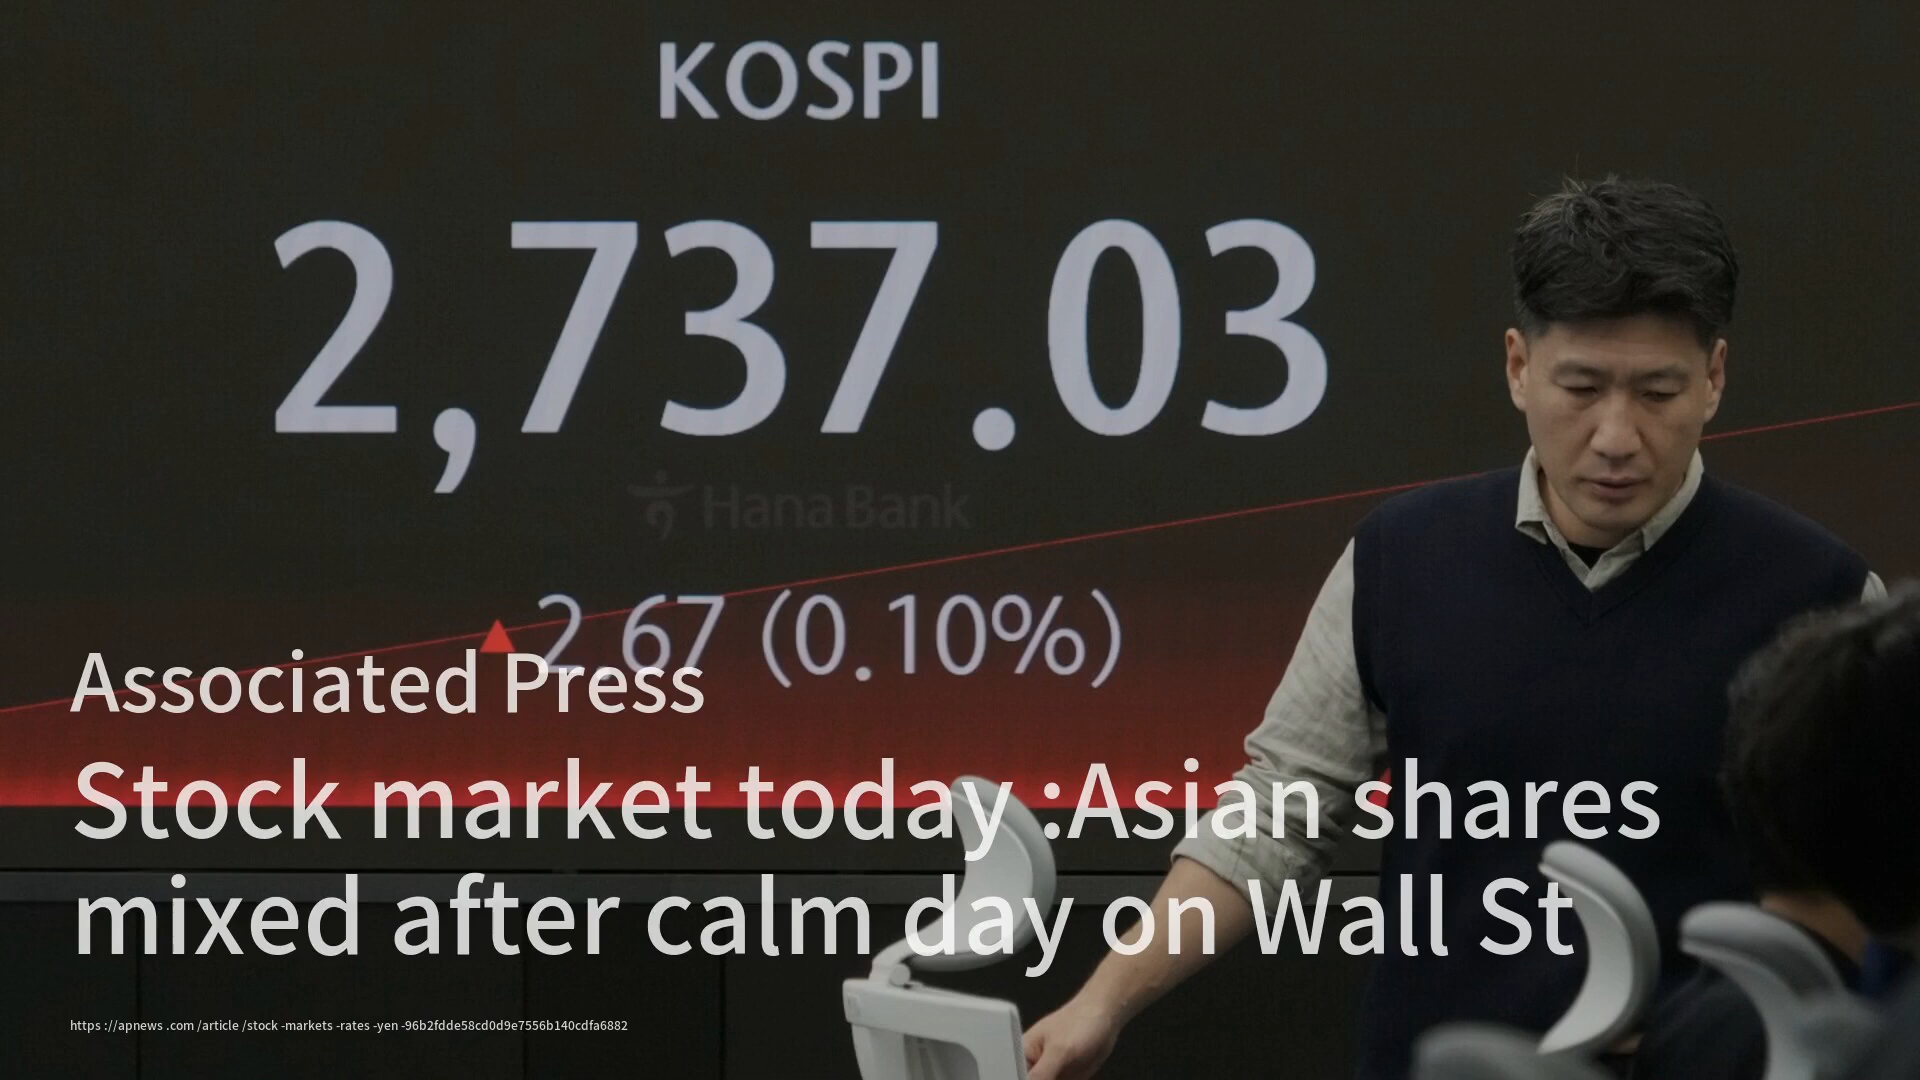 KOSPI
2,737.03
Hana Bank
▲ 2.67 (0.10%)
Associated Press
Stock market today :Asian shares
mixed after calm day on Wall St
https ://apnews .com /article /stock -markets -rates -yen -96b2fdde58cd0d9e7556b140cdfa6882